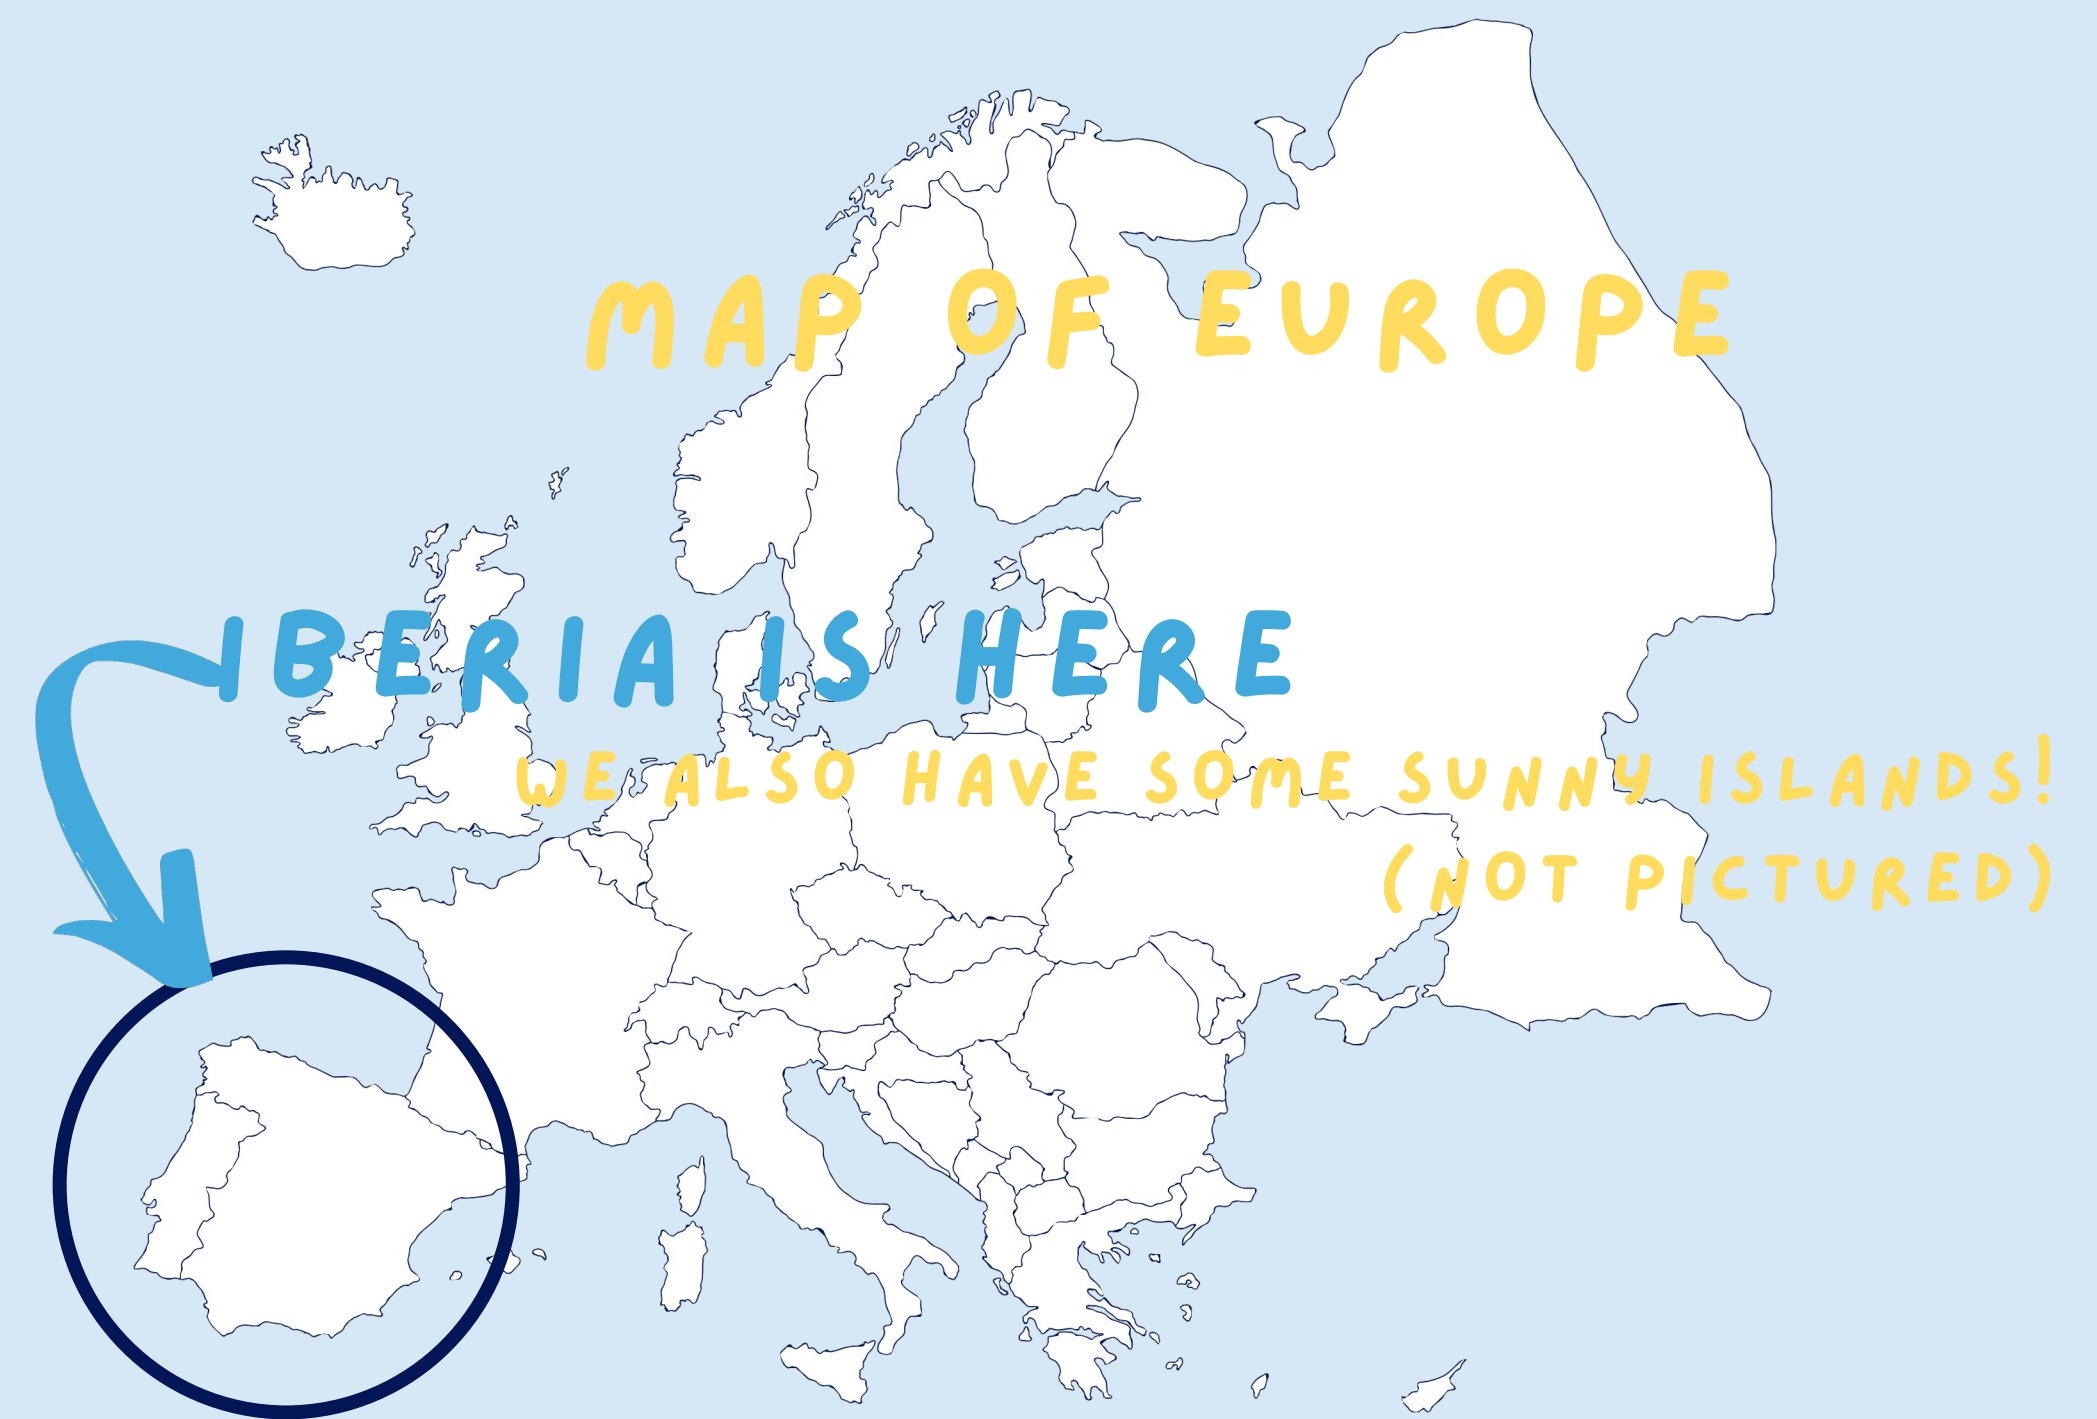 MAP OF EUROPE
IBERIA IS HERE
WE ALSO HAVE SOME SUNNY ISLANDS!
(NOT PICTURED)